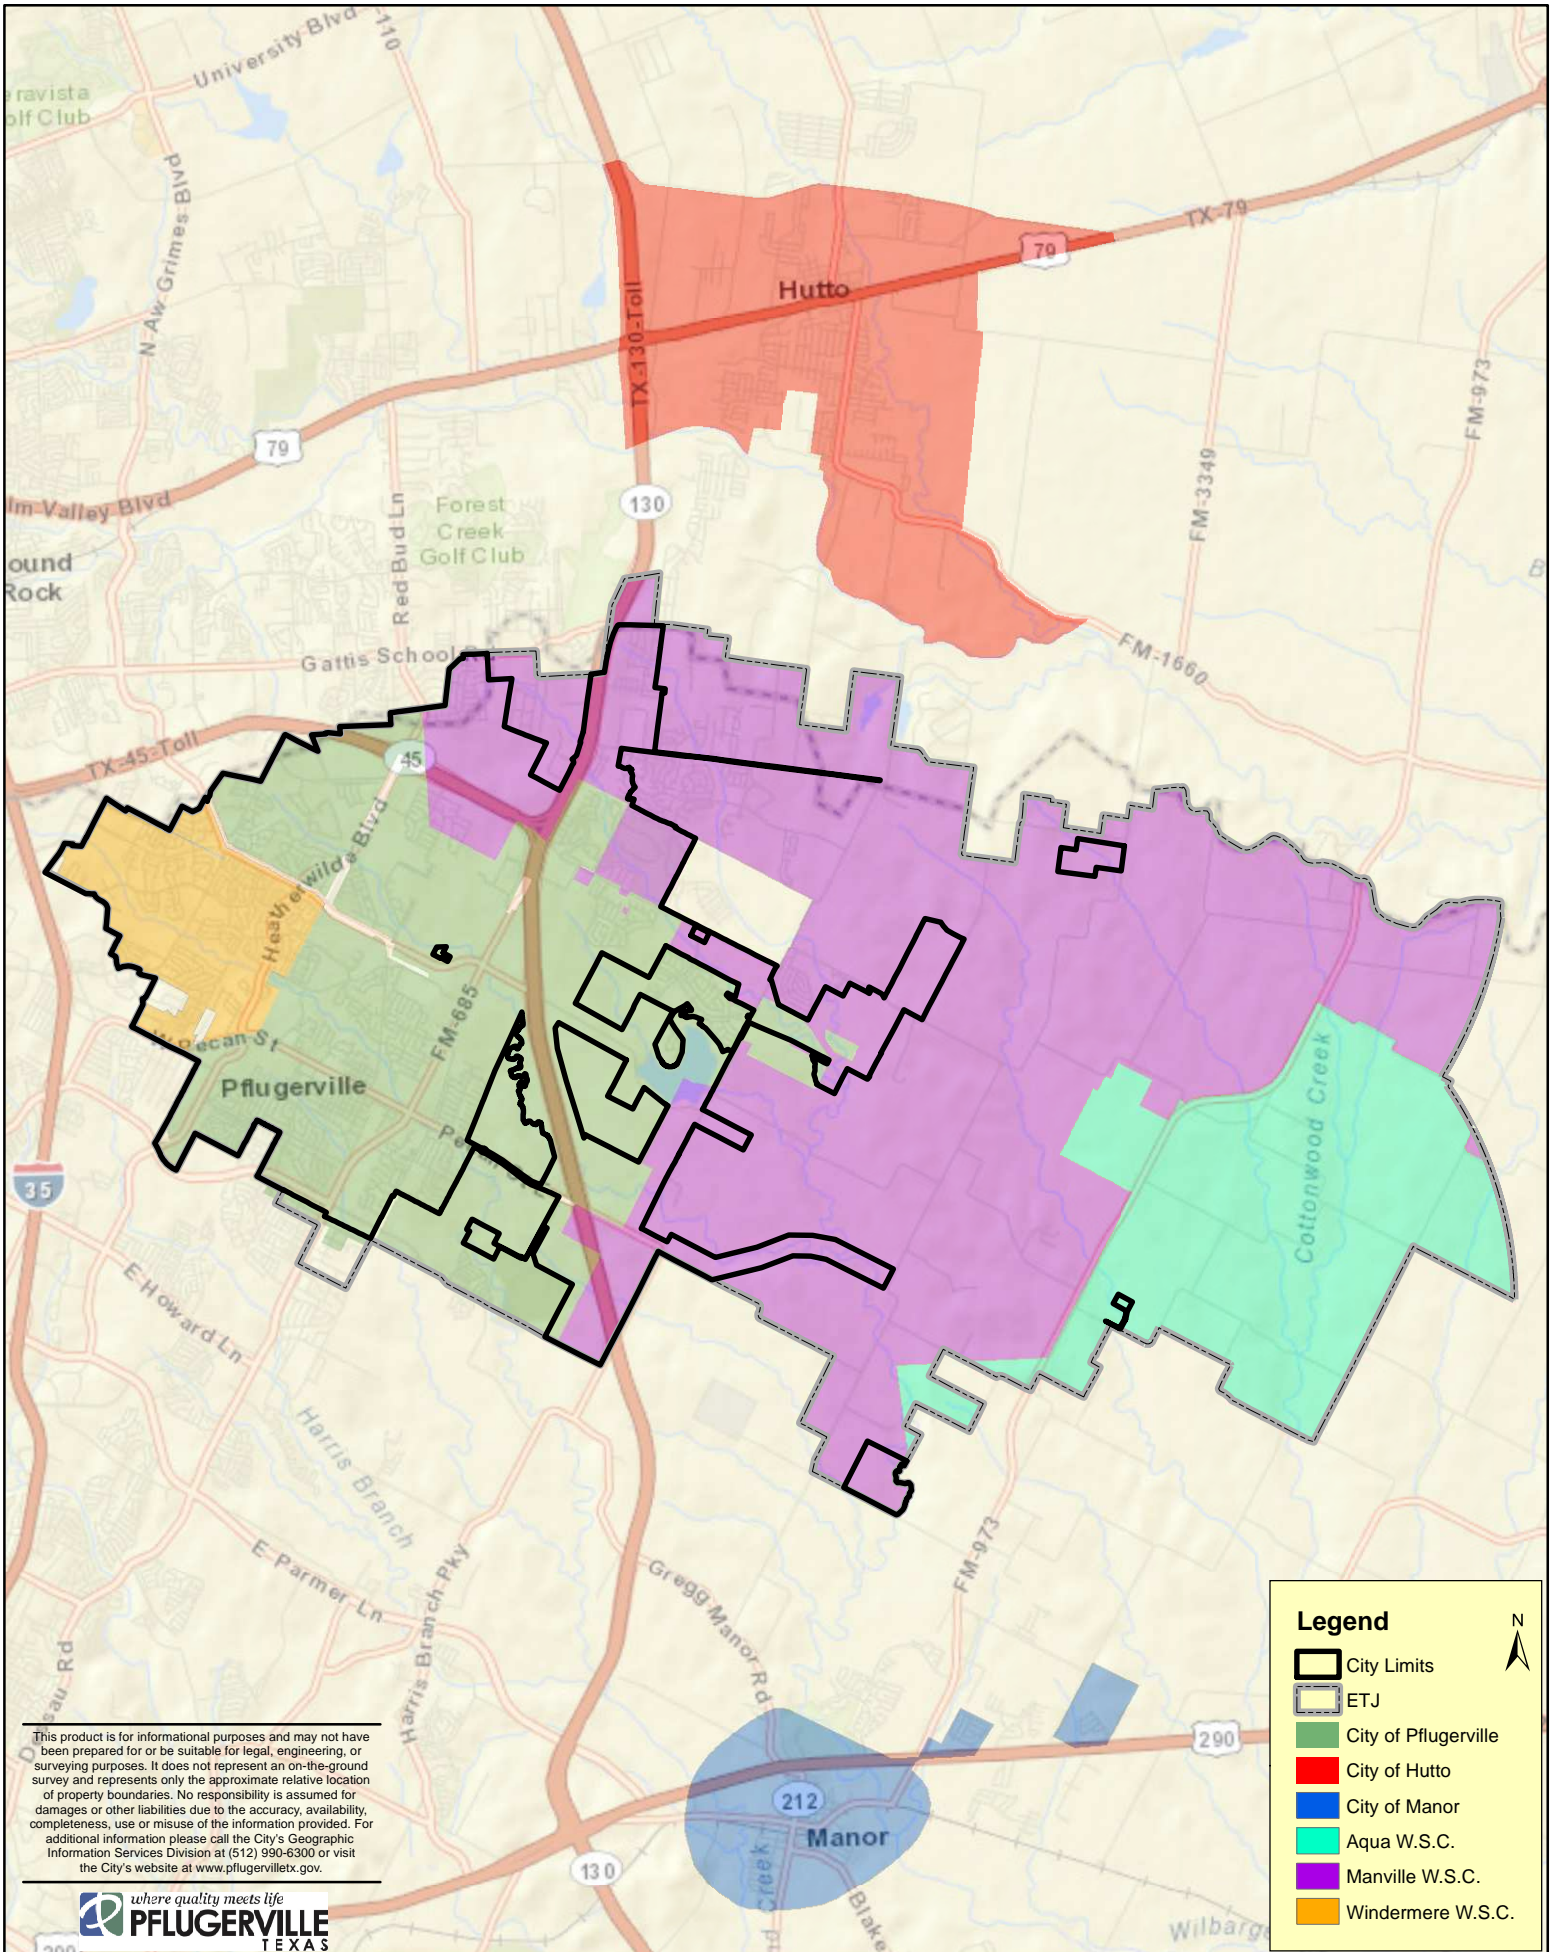 University Blvd
-110
eravista
olf Club
N Aw Grimes Blvd
TX-79
79
Hutto
TX-130-Toll
FM-973
79
FM-3349
lm Valley Blvd
130
Forest
Creek
Golf Club
Red Bud Ln
ound
Rock
B
FM-1660
Gattis School
TX-45-Toll
45
Heatherwilde Blvd
FM-685
W Pecan St
Pflugerville
Cottonwood Creek
35
E Howard Ln
Harris Branch
FM-973
E Parmer Ln
Harris Branch Pky
Gregg Manor Rd
Dessau Rd
290
212
Manor
130
Creek
Blake
Wilbarge
Legend
N
City Limits
ETJ
City of Pflugerville
City of Hutto
City of Manor
Aqua W.S.C.
Manville W.S.C.
Windermere W.S.C.
This product is for informational purposes and may not have
been prepared for or be suitable for legal, engineering, or
surveying purposes. It does not represent an on-the-ground
survey and represents only the approximate relative location
of property boundaries. No responsibility is assumed for
damages or other liabilities due to the accuracy, availability,
completeness, use or misuse of the information provided. For
additional information please call the City's Geographic
Information Services Division at (512) 990-6300 or visit
the City's website at www.pflugervilletx.gov.
where quality meets life
PFLUGERVILLE
TEXAS